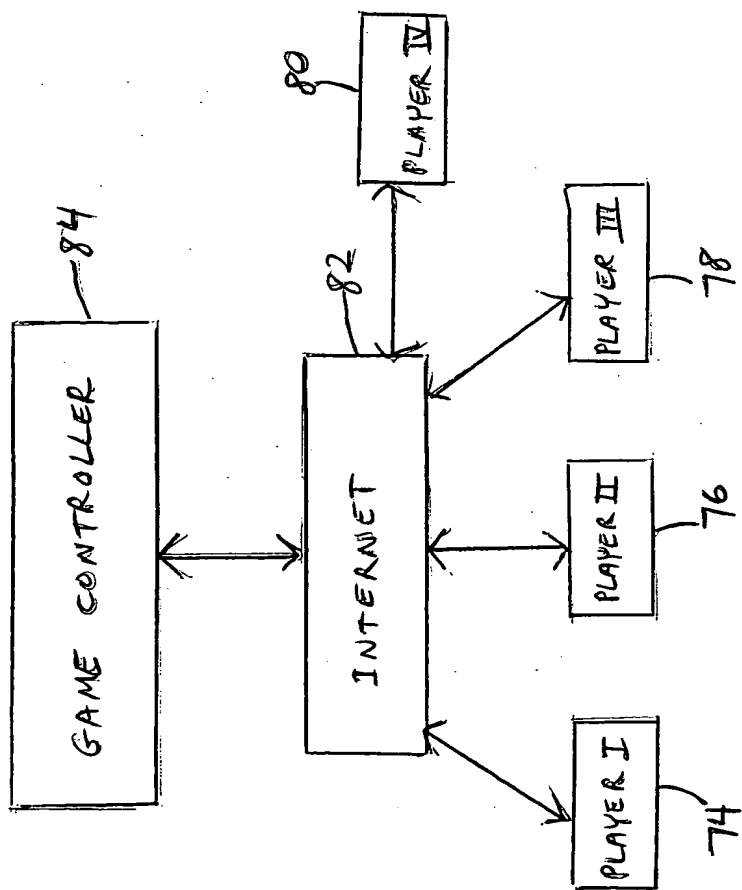 GAME CONTROLLER
84
INTERNET
82
PLAYER I
74
PLAYER II
76
PLAYER III
78
PLAYER IV
80